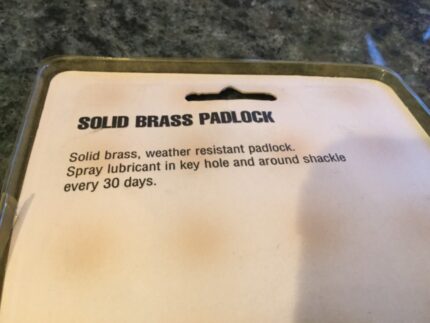 SOLID BRASS PADLOCK
Solid brass, weather resistant padlock.
Spray lubricant in key hole and around shackle
every 30 days.